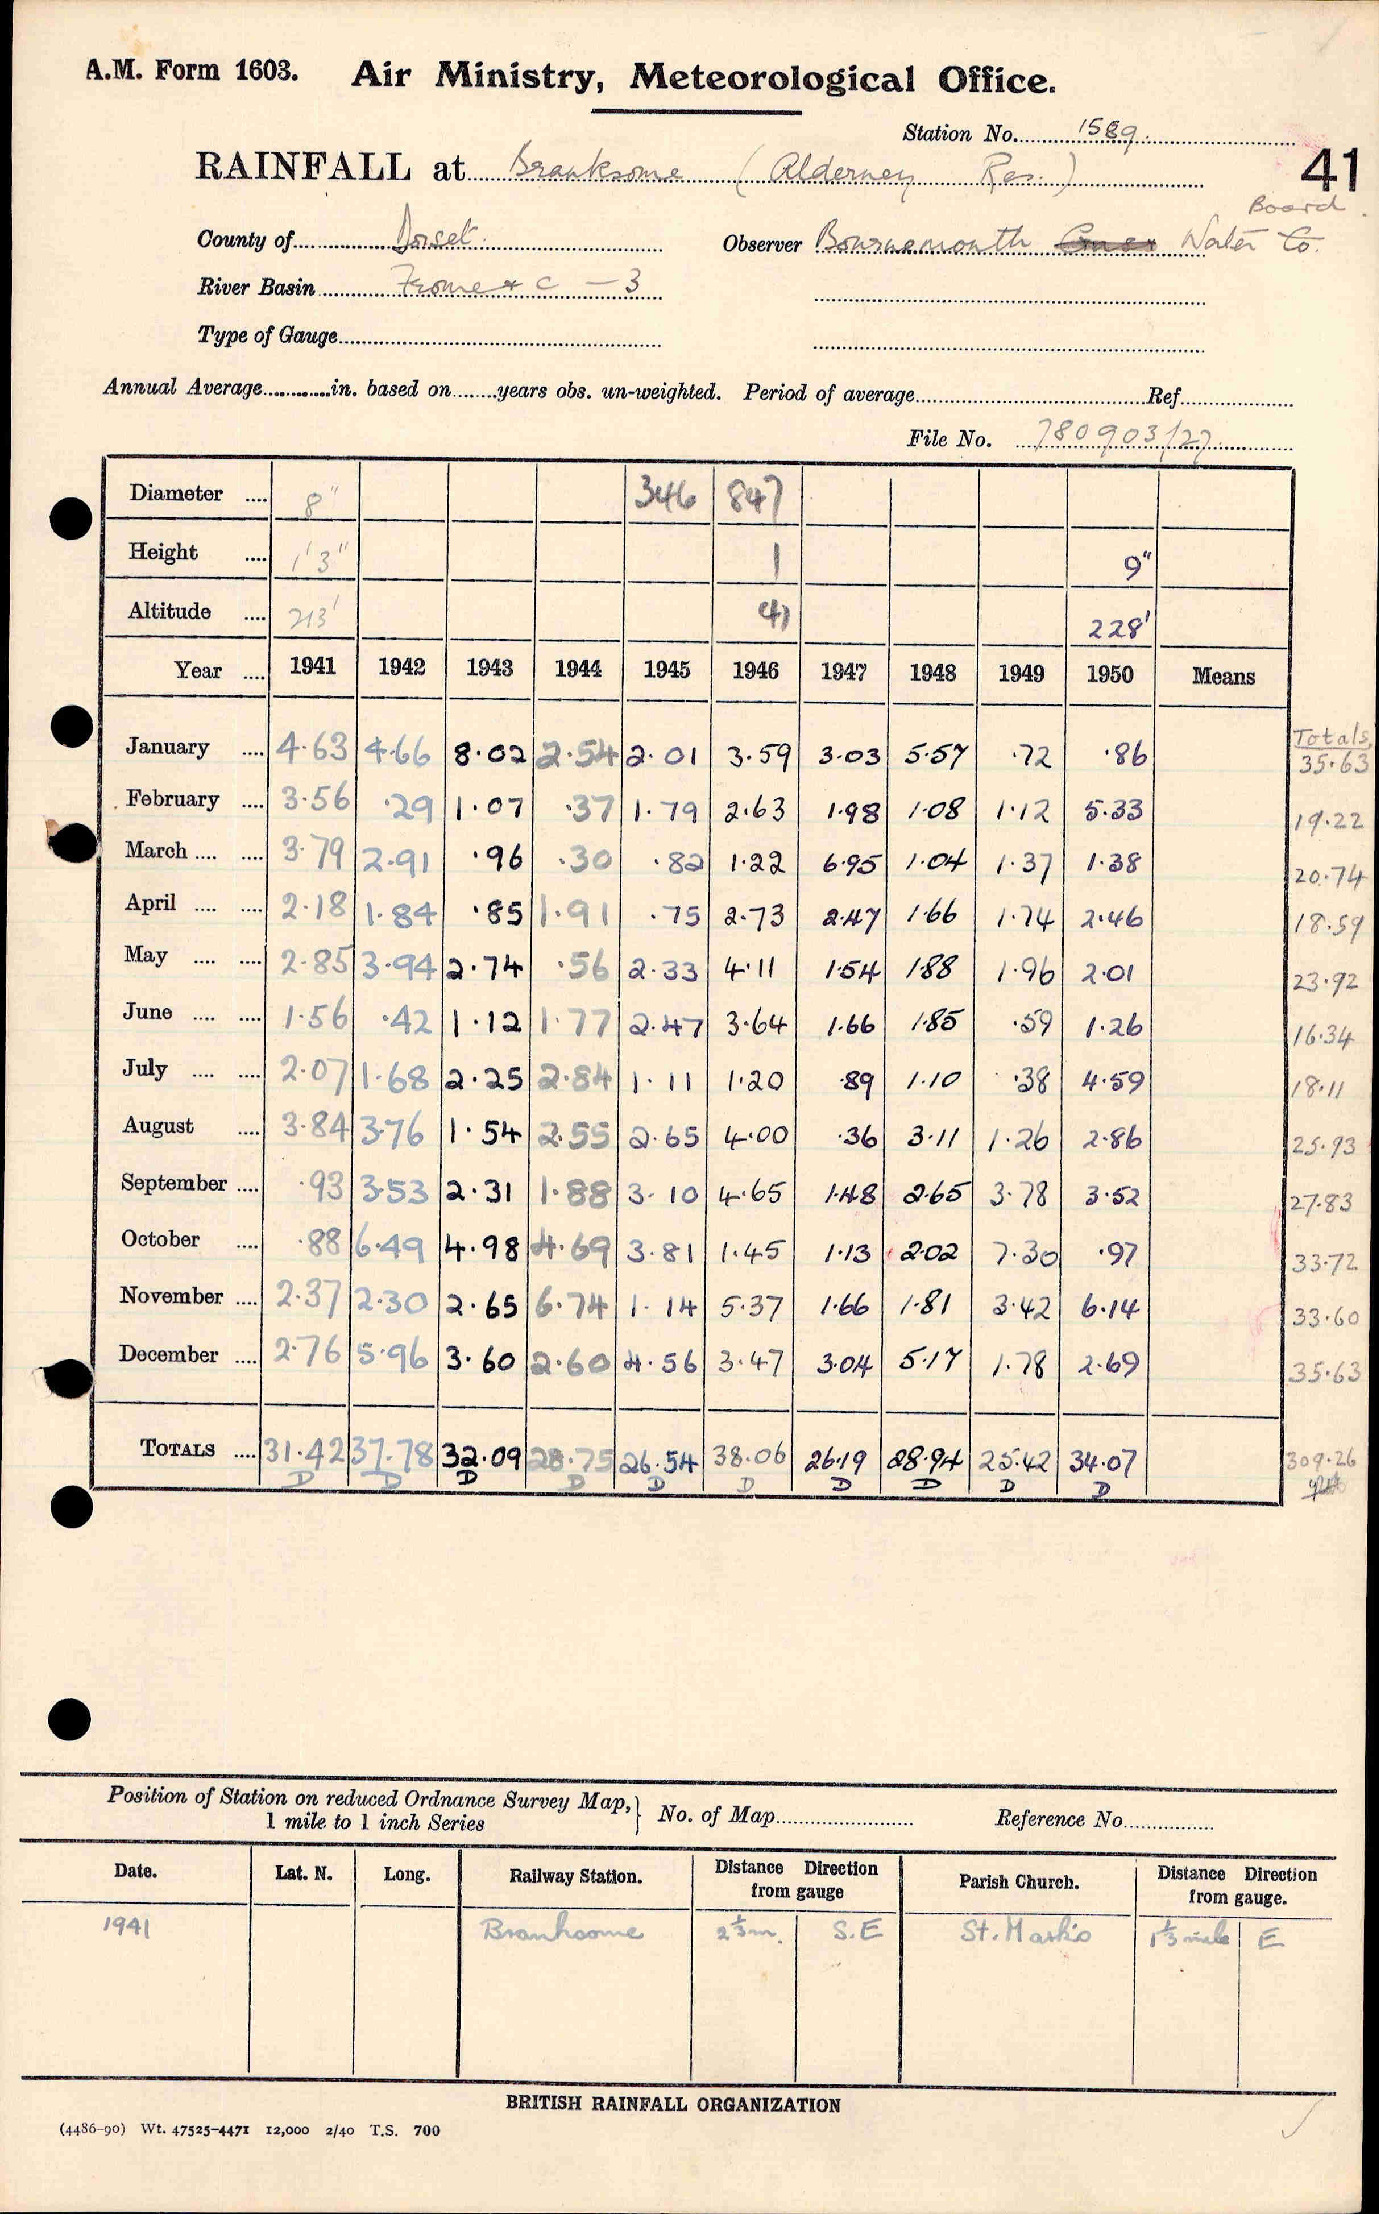 A.M. Form 1603. Air Ministry, Meteorological Office.
Station No. 1589.
RAINFALL at Branksome (Alderney Res.) 41
Board.
County of Dorset. Observer Bournemouth Water Co.
River Basin Frome & C – 3
Type of Gauge
Annual Average in. based on years obs. un-weighted. Period of average Ref
File No. 780903/27.
Diameter 8" 346 847
Height 1'3" 1 9"
Altitude 213' 41 228'
Year 1941 1942 1943 1944 1945 1946 1947 1948 1949 1950 Means
Totals
January 4.63 4.66 8.02 2.54 2.01 3.59 3.03 5.57 .72 .86 35.63
February 3.56 .29 1.07 .37 1.79 2.63 1.98 1.08 1.12 5.33 19.22
March 3.79 2.91 .96 .30 .82 1.22 6.95 1.04 1.37 1.38 20.74
April 2.18 1.84 .85 1.91 .75 2.73 2.47 1.66 1.74 2.46 18.59
May 2.85 3.94 2.74 .56 2.33 4.11 1.54 1.88 1.96 2.01 23.92
June 1.56 .42 1.12 1.77 2.47 3.64 1.66 1.85 .59 1.26 16.34
July 2.07 1.68 2.25 2.84 1.11 1.20 .89 1.10 .38 4.59 18.11
August 3.84 3.76 1.54 2.55 2.65 4.00 .36 3.11 1.26 2.86 25.93
September .93 3.53 2.31 1.88 3.10 4.65 1.48 2.65 3.78 3.52 27.83
October .88 6.49 4.98 4.69 3.81 1.45 1.13 2.02 7.30 .97 33.72
November 2.37 2.30 2.65 6.74 1.14 5.37 1.66 1.81 3.42 6.14 33.60
December 2.76 5.96 3.60 2.60 4.56 3.47 3.04 5.17 1.78 2.69 35.63
TOTALS 31.42 37.78 32.09 28.75 26.54 38.06 26.19 28.94 25.42 34.07 309.26
D D D D D D D D D D
Position of Station on reduced Ordnance Survey Map,
1 mile to 1 inch Series
No. of Map Reference No
Date. Lat. N. Long. Railway Station. Distance Direction from gauge Parish Church. Distance Direction from gauge.
1941 Branksome 2⅓m. S.E St. Mark's 1⅓ mile E
BRITISH RAINFALL ORGANIZATION
(4486-90) Wt. 47525-4471 12,000 2/40 T.S. 700